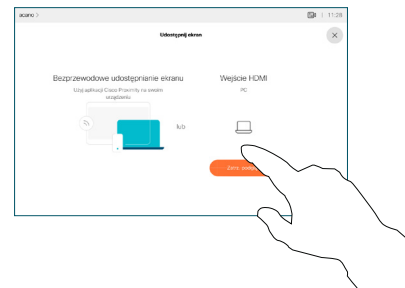 acano > 11:28
Udostępnij ekran
Bezprzewodowe udostępnianie ekranu
Użyj aplikacji Cisco Proximity na swoim
urządzeniu
lub
Wejście HDMI
PC